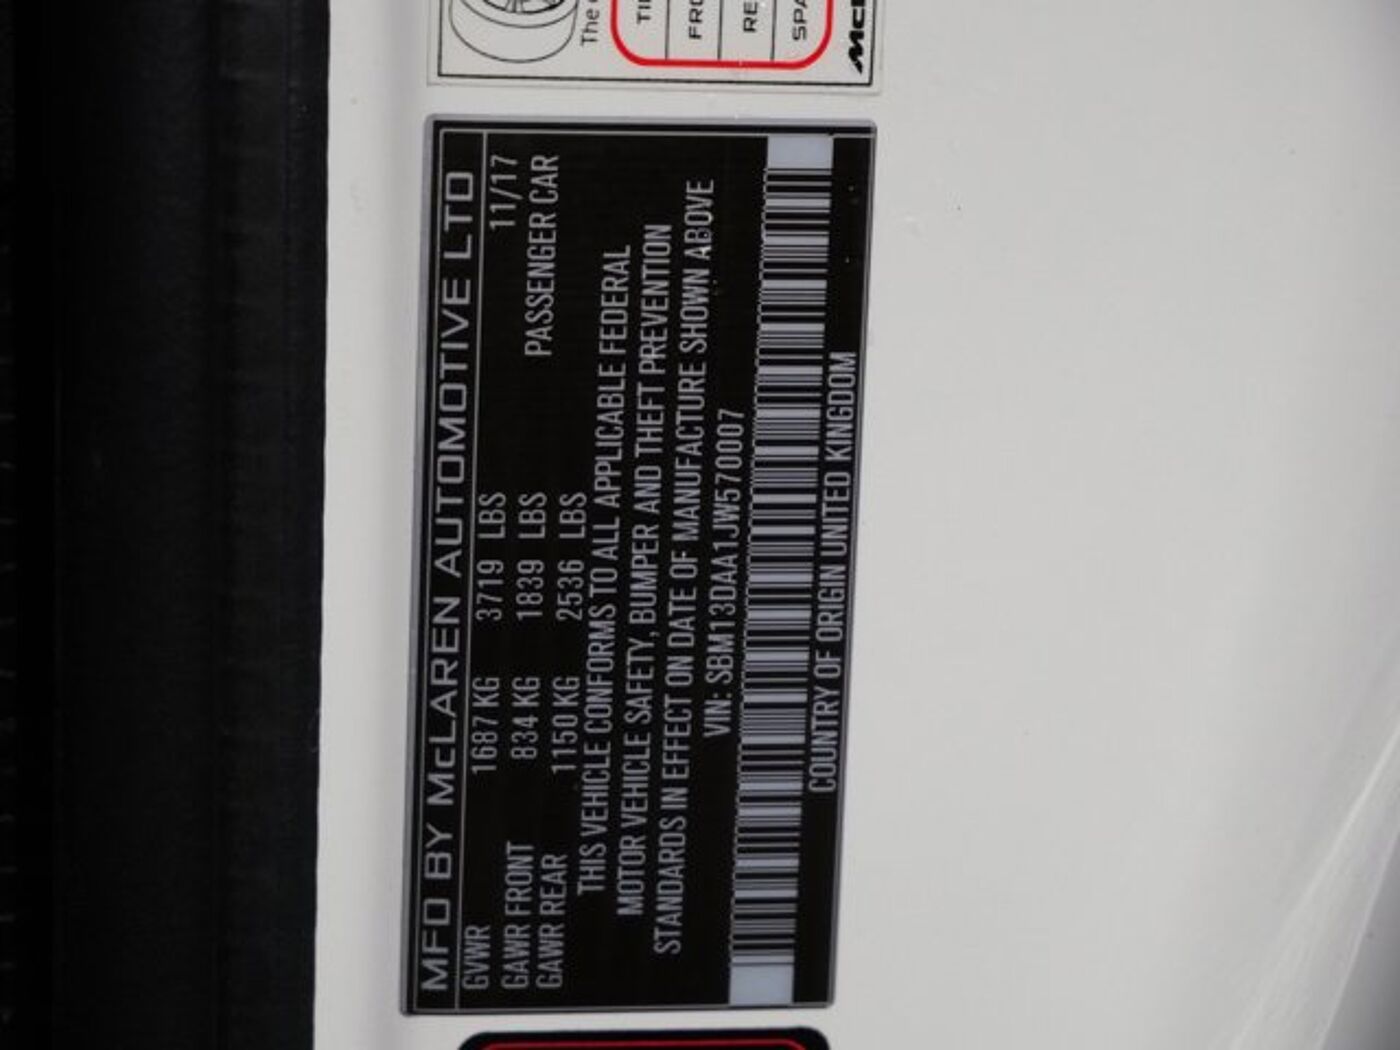 MFD BY McLAREN AUTOMOTIVE LTD
GVWR 1687 KG 3719 LBS 11/17
GAWR FRONT 834 KG 1839 LBS PASSENGER CAR
GAWR REAR 1150 KG 2536 LBS
THIS VEHICLE CONFORMS TO ALL APPLICABLE FEDERAL
MOTOR VEHICLE SAFETY, BUMPER AND THEFT PREVENTION
STANDARDS IN EFFECT ON DATE OF MANUFACTURE SHOWN ABOVE
VIN: SBM13DAA1JW570007
COUNTRY OF ORIGIN UNITED KINGDOM
The